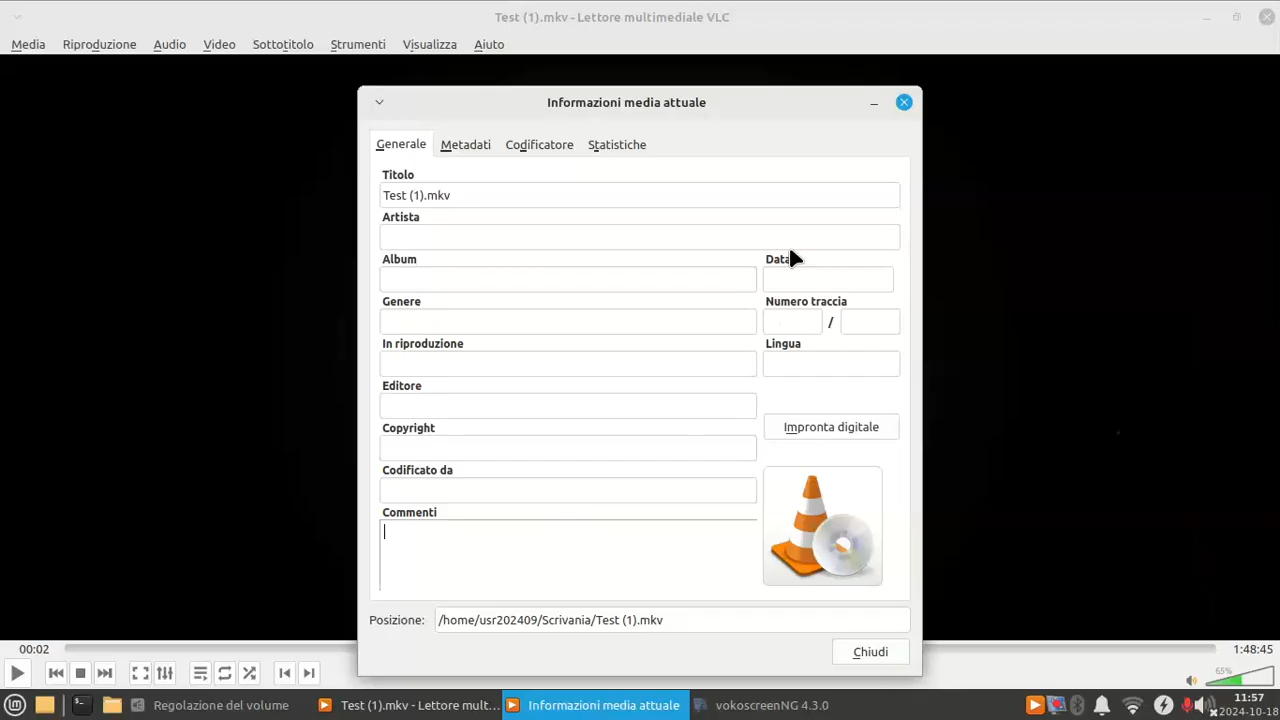 Test (1).mkv - Lettore multimediale VLC
Media Riproduzione Audio Video Sottotitolo Strumenti Visualizza Aiuto
Informazioni media attuale
Generale Metadati Codificatore Statistiche
Titolo
Test (1).mkv
Artista
Album Data
Genere Numero traccia
/
In riproduzione Lingua
Editore
Copyright
Impronta digitale
Codificato da
Commenti
Posizione: /home/usr202409/Scrivania/Test (1).mkv
Chiudi
00:02 1:48:45
65%
Regolazione del volume Test (1).mkv - Lettore mult... Informazioni media attuale vokoscreenNG 4.3.0
11:57
2024-10-18